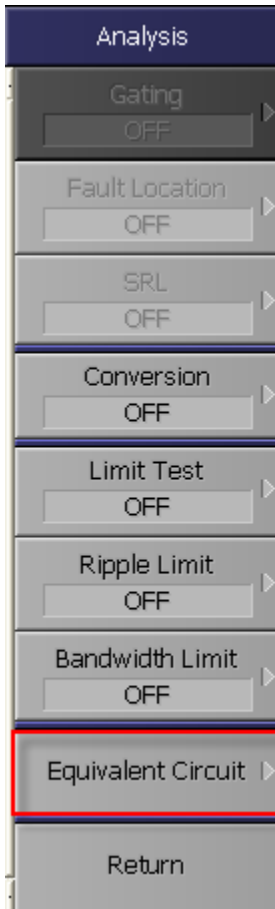 Analysis
Gating
OFF
Fault Location
OFF
SRL
OFF
Conversion
OFF
Limit Test
OFF
Ripple Limit
OFF
Bandwidth Limit
OFF
Equivalent Circuit
Return